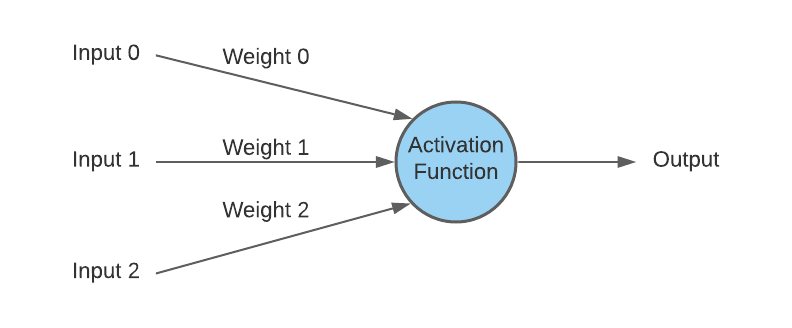 Input 0
Weight 0
Input 1
Weight 1
Activation
Function
Output
Weight 2
Input 2